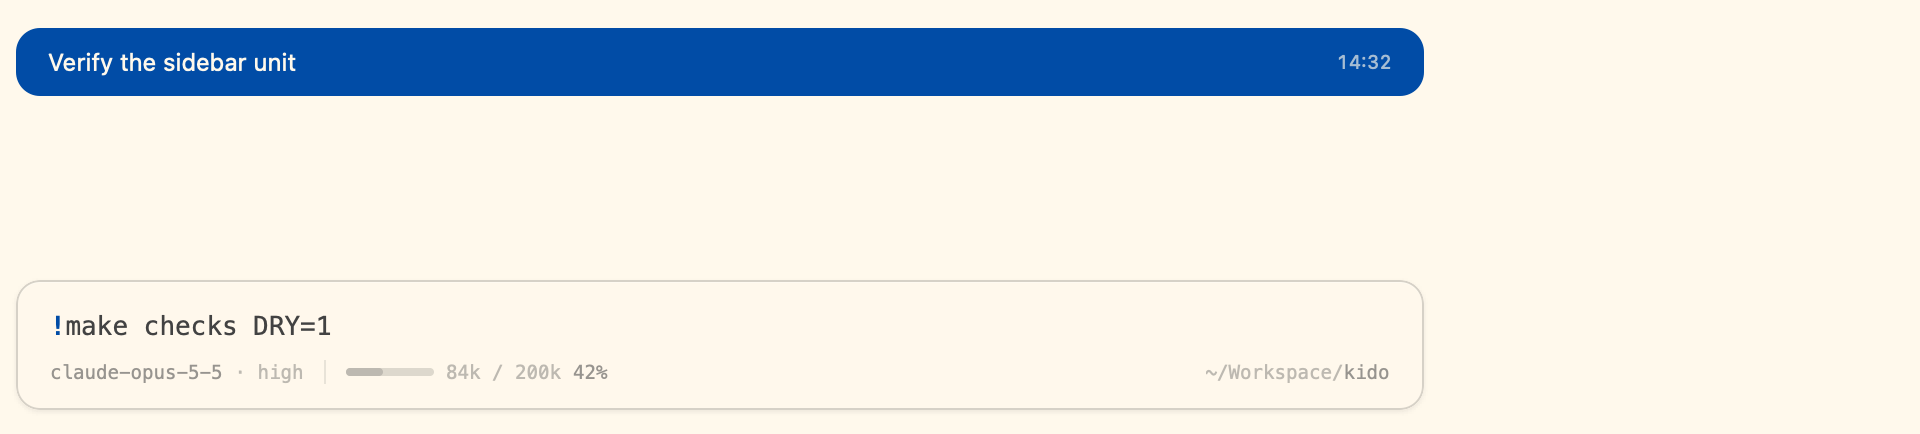 Verify the sidebar unit 14:32
!make checks DRY=1
claude-opus-5-5 · high 84k / 200k 42% ~/Workspace/kido